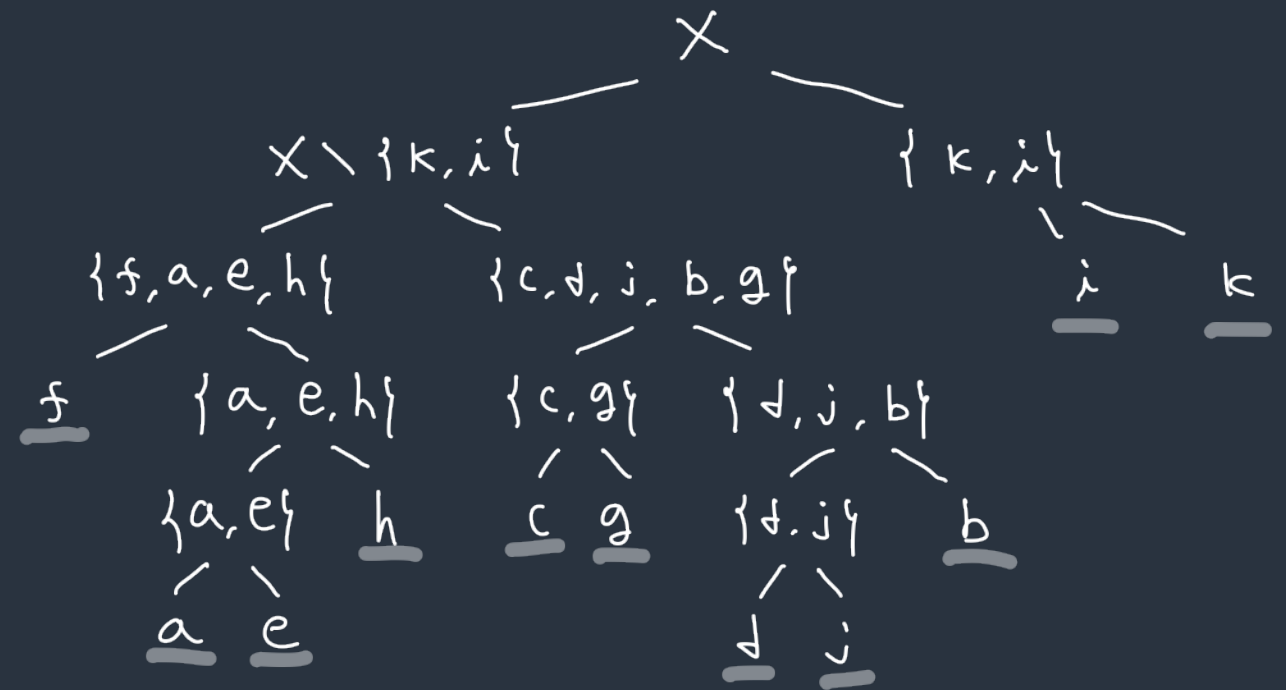 X
X \ {k, i} { k, i}
{f, a, e, h} {c, d, j, b, g} i k
f {a, e, h} {c, g} {d, j, b}
{a, e} h c g {d, j} b
a e d j